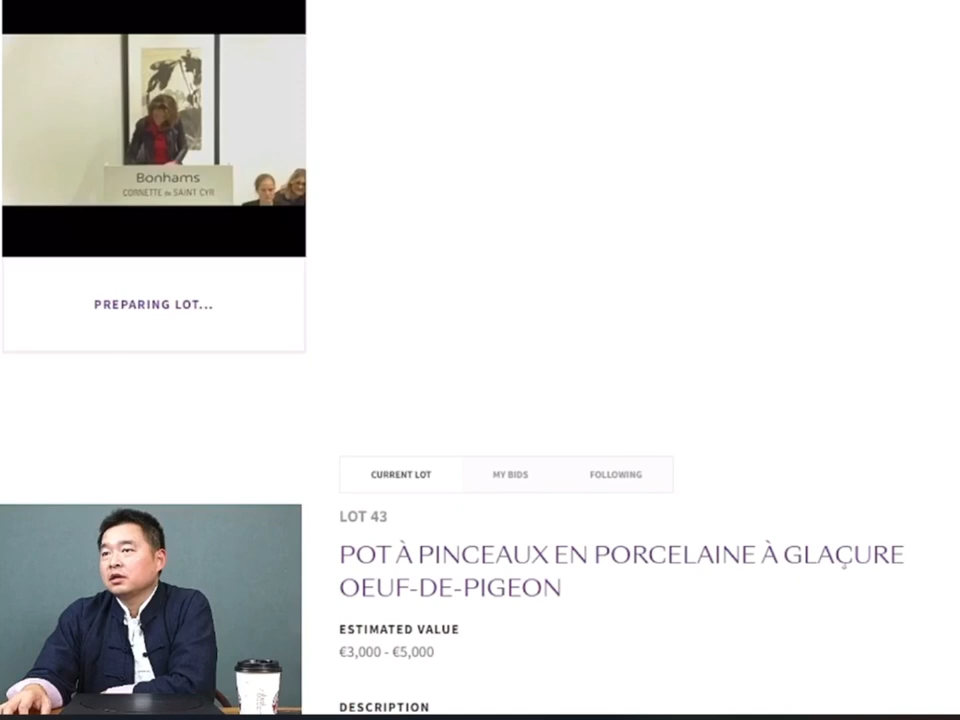 Bonhams
CORNETTE de SAINT CYR
PREPARING LOT...
CURRENT LOT
MY BIDS
FOLLOWING
LOT 43
POT À PINCEAUX EN PORCELAINE À GLAÇURE
OEUF-DE-PIGEON
ESTIMATED VALUE
€3,000 - €5,000
DESCRIPTION